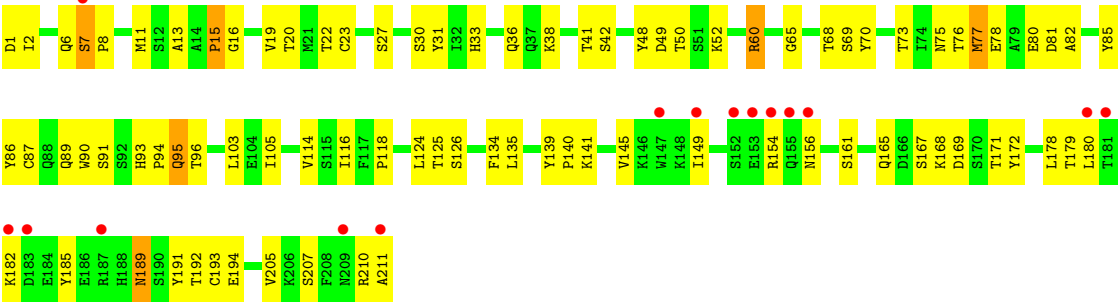 D1 I2 Q6 S7 P8 M11 S12 A13 A14 P15 G16 V19 T20 M21 T22 C23 S27 S30 Y31 I32 H33 Q36 Q37 K38 T41 S42 Y48 D49 T50 S51 K52 R60 G65 T68 S69 Y70 T73 I74 N75 T76 M77 E78 A79 E80 D81 A82 Y85
Y86 C87 Q88 Q89 W90 S91 S92 H93 P94 Q95 T96 L103 E104 I105 V114 S115 I116 F117 P118 L124 T125 S126 F134 L135 Y139 P140 K141 V145 K146 W147 K148 I149 S152 E153 R154 Q155 N156 S161 Q165 D166 S167 K168 D169 S170 T171 Y172 L178 T179 L180 T181
K182 D183 E184 Y185 E186 R187 H188 N189 S190 Y191 T192 C193 E194 V205 K206 S207 F208 N209 R210 A211